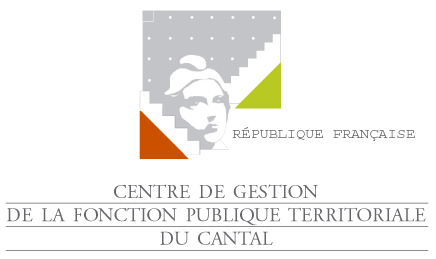 RÉPUBLIQUE FRANÇAISE
CENTRE DE GESTION
DE LA FONCTION PUBLIQUE TERRITORIALE
DU CANTAL